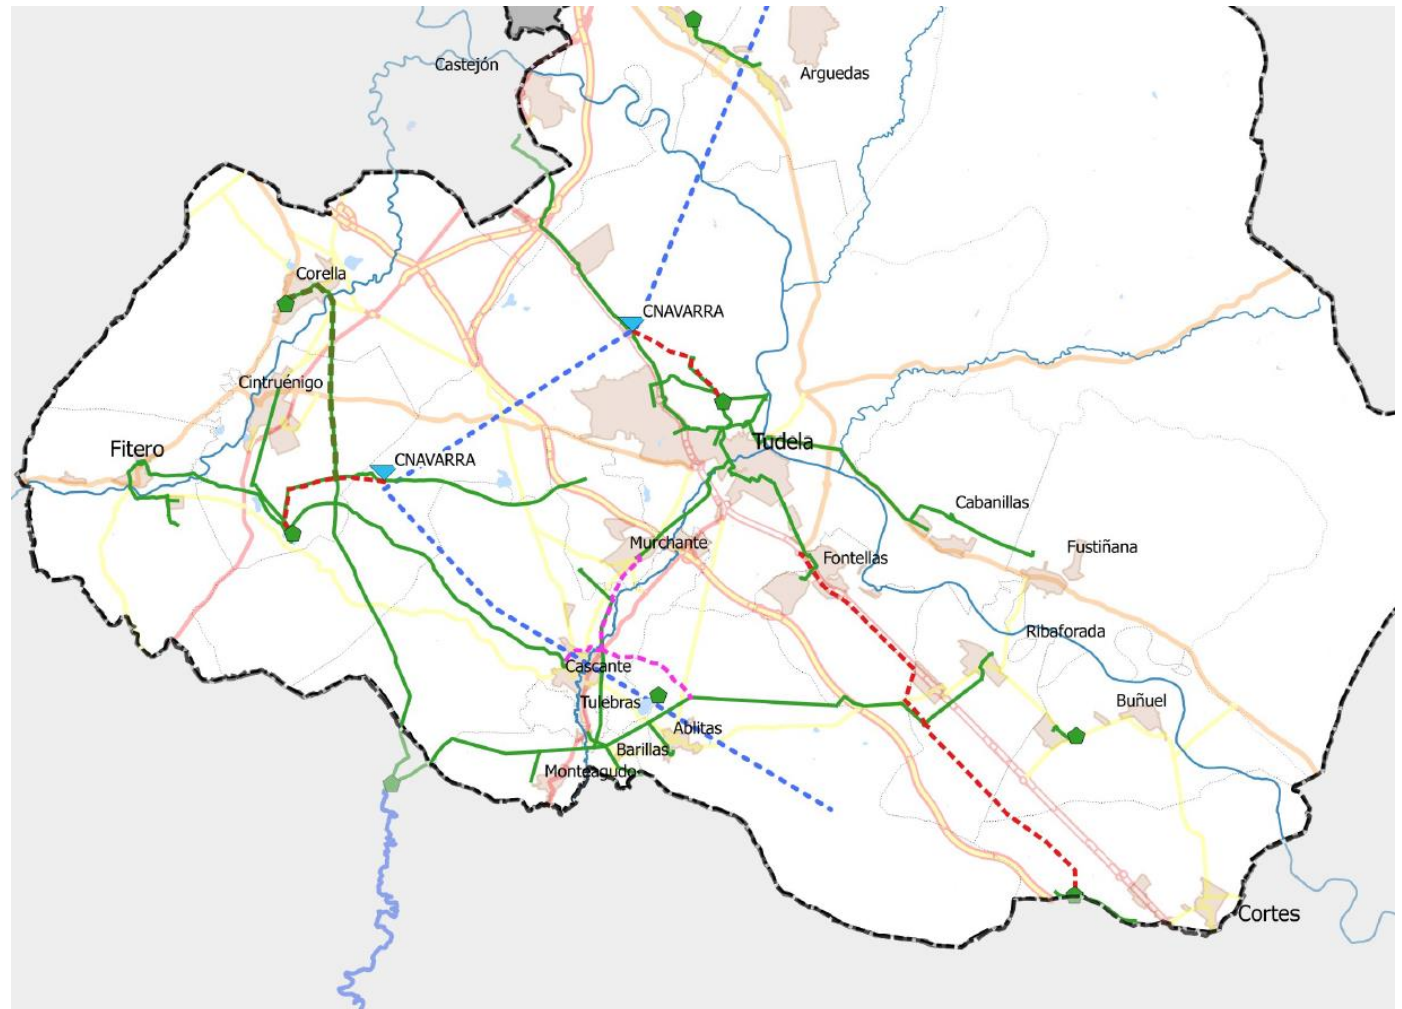 Castejón
Arguedas
Corella
CNAVARRA
Cintruénigo
Fitero
Tudela
CNAVARRA
Cabanillas
Murchante
Fontellas
Fustiñana
Ribaforada
Cascante
Tulebras
Buñuel
Ablitas
Barillas
Monteagudo
Cortes